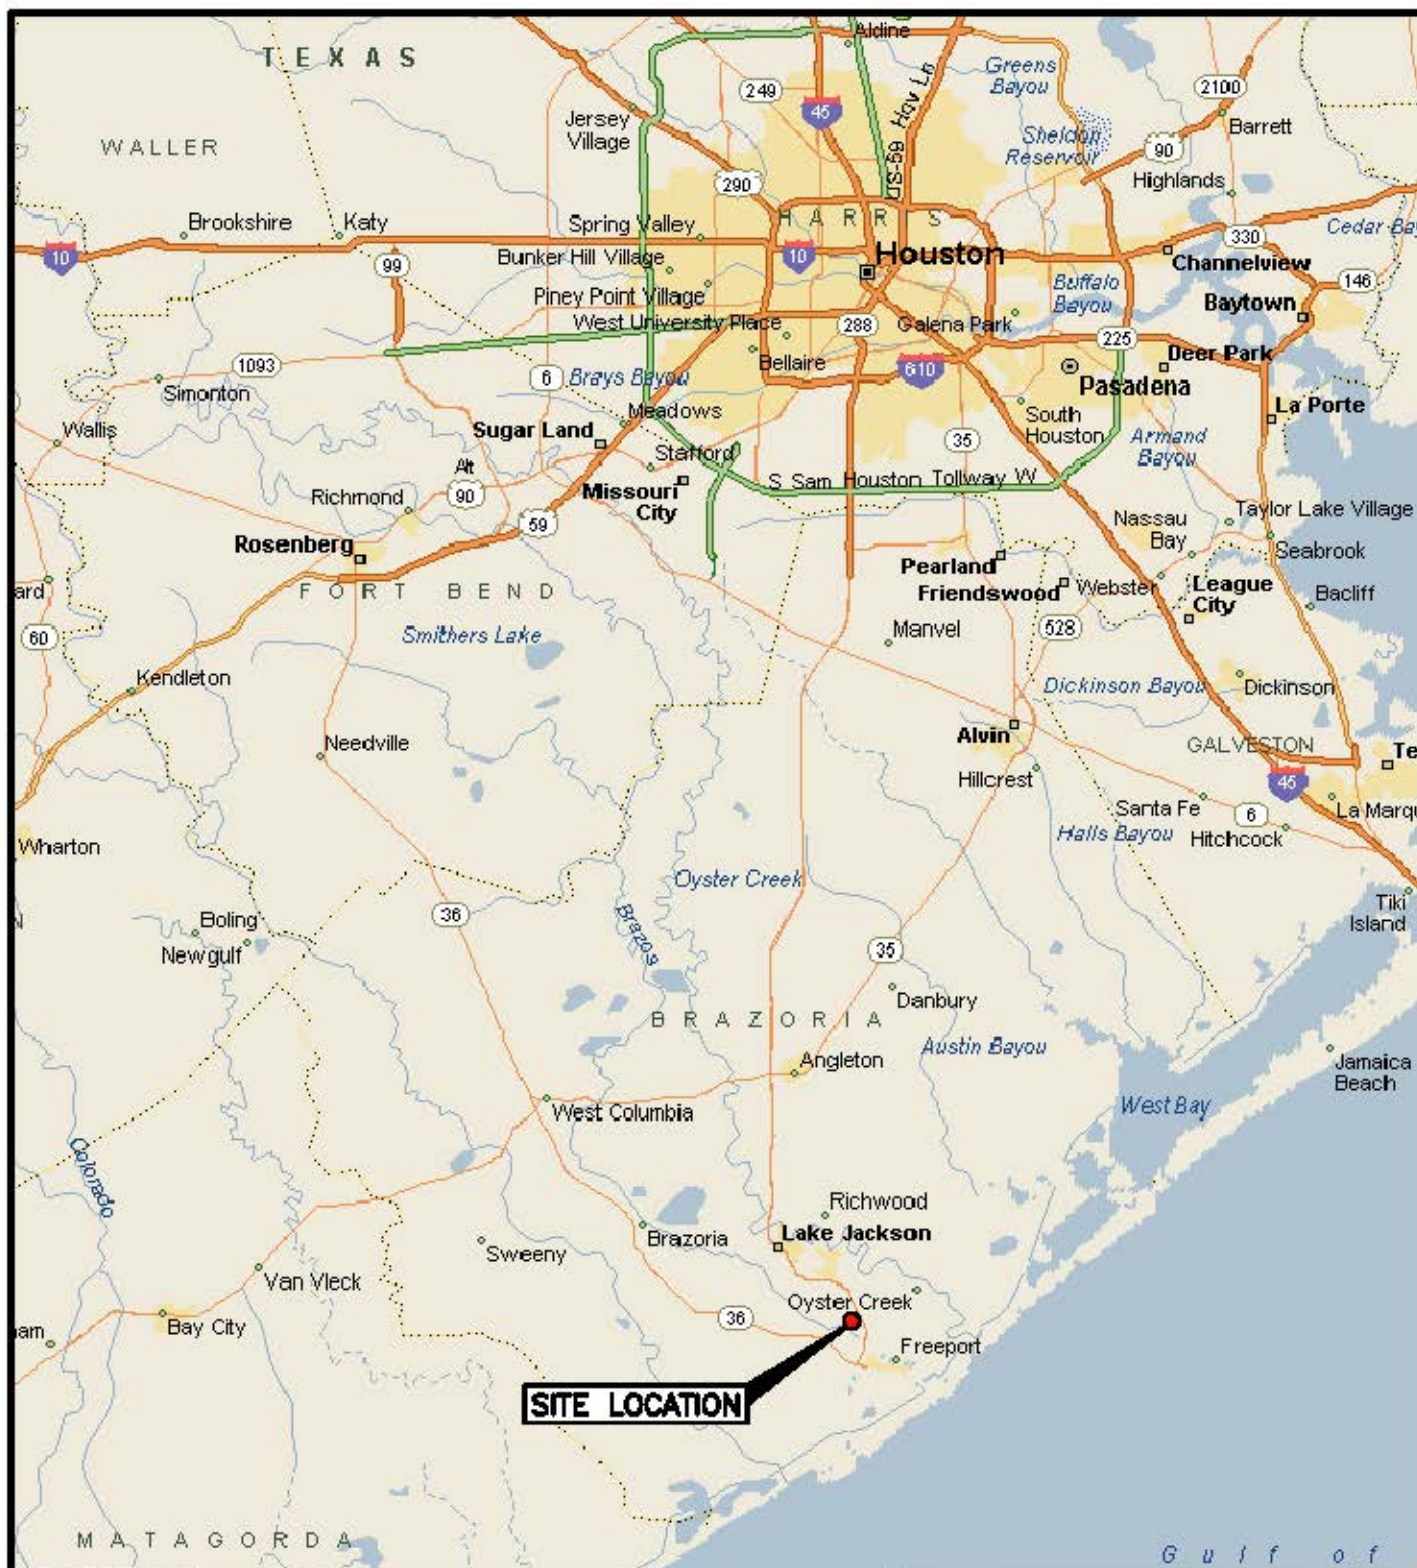 TEXAS
Aldine
Greens
Bayou
249
45
US-59 Hov Ln
2100
Jersey
Village
Barrett
Sheldon
Reservoir
90
WALLER
290
Highlands
HARRIS
Brookshire
Katy
Spring Valley
330
Cedar Bay
10
99
Bunker Hill Village
10
Houston
Channelview
146
Piney Point Village
Buffalo
Bayou
Baytown
West University Place
288
Galena Park
225
1093
Bellaire
610
Deer Park
6
Brays Bayou
Pasadena
Simonton
Meadows
South
Houston
La Porte
Wallis
Sugar Land
35
Armand
Bayou
Stafford
Alt
90
Missouri
City
S Sam Houston Tollway W
Richmond
59
Nassau
Bay
Taylor Lake Village
Rosenberg
Seabrook
Pearland
ard
FORT BEND
Friendswood
Webster
League
City
Bacliff
60
Smithers Lake
Manvel
528
Kendleton
Dickinson Bayou
Dickinson
Needville
Alvin
GALVESTON
Te
Hillcrest
45
Santa Fe
6
La Marqu
Wharton
Halls Bayou
Hitchcock
Oyster Creek
36
Brazos
Tiki
Island
N
Boling
Newgulf
35
Danbury
BRAZORIA
Austin Bayou
Angleton
Jamaica
Beach
West Columbia
West Bay
Colorado
Richwood
Brazoria
Lake Jackson
Sweeny
Van Vleck
Oyster Creek
36
Bay City
am
Freeport
SITE LOCATION
MATAGORDA
Gulf of